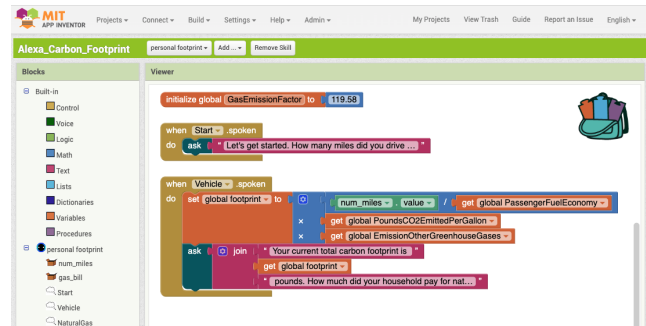 MIT
APP INVENTOR
Projects Connect Build Settings Help Admin My Projects View Trash Guide Report an Issue English
Alexa_Carbon_Footprint personal footprint Add ... Remove Skill
Blocks Viewer
Built-in
Control
Voice
Logic
Math
Text
Lists
Dictionaries
Variables
Procedures
personal footprint
num_miles
gas_bill
Start
Vehicle
NaturalGas
initialize global GasEmissionFactor to 119.58
when Start .spoken
do ask " Let's get started. How many miles did you drive ... "
when Vehicle .spoken
do set global footprint to num_miles . value / get global PassengerFuelEconomy
× get global PoundsCO2EmittedPerGallon
× get global EmissionOtherGreenhouseGases
ask join " Your current total carbon footprint is "
get global footprint
" pounds. How much did your household pay for nat... "